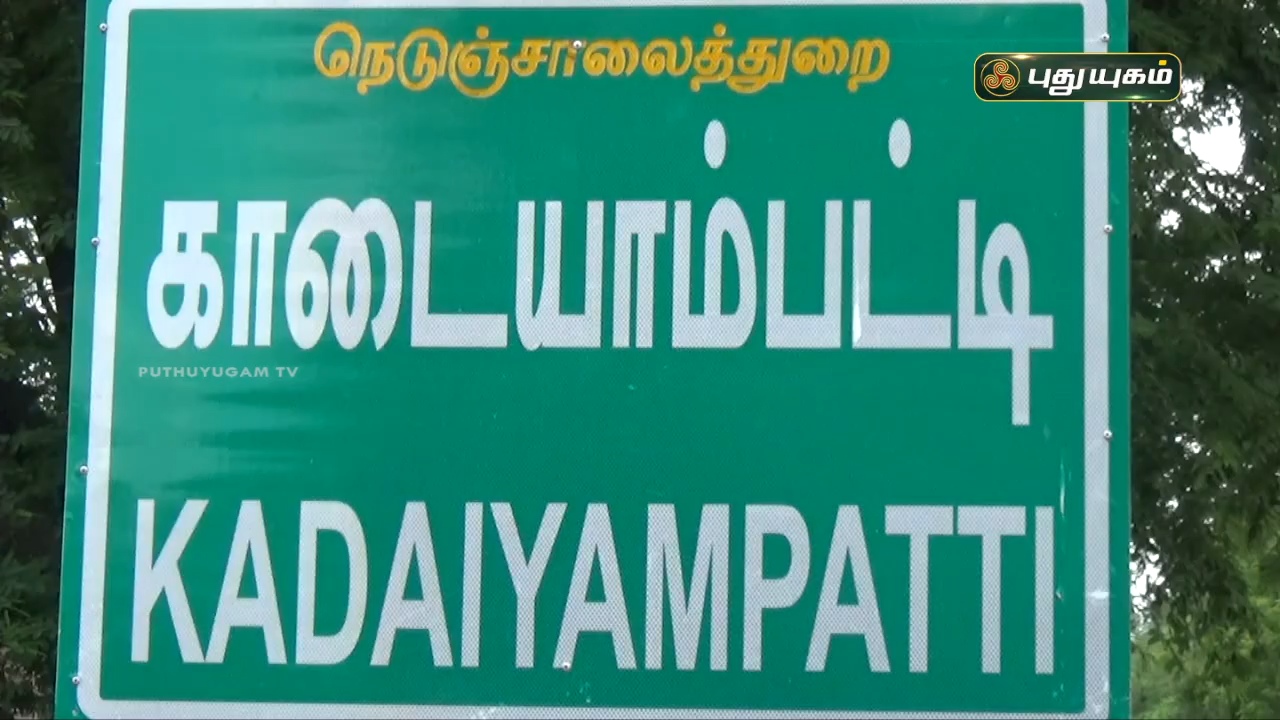 நெடுஞ்சாலைத்துறை
புதுயுகம்
காடையாம்பட்டி
PUTHUYUGAM TV
KADAIYAMPATTI